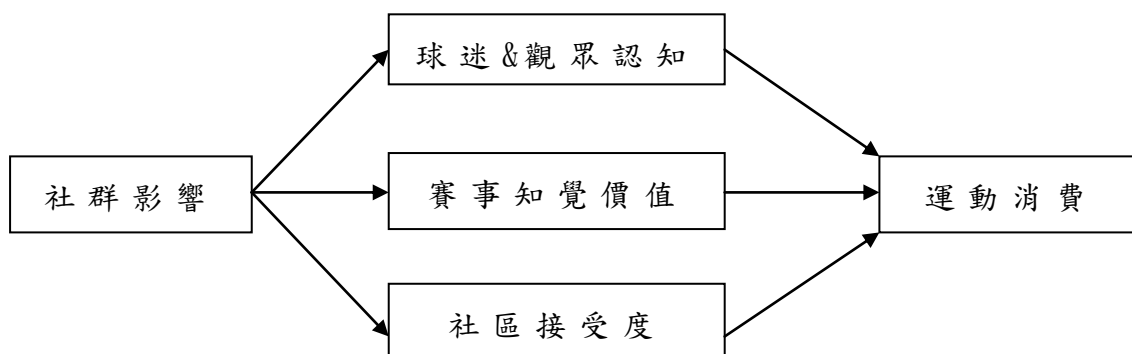 球迷&觀眾認知
社群影響
賽事知覺價值
運動消費
社區接受度